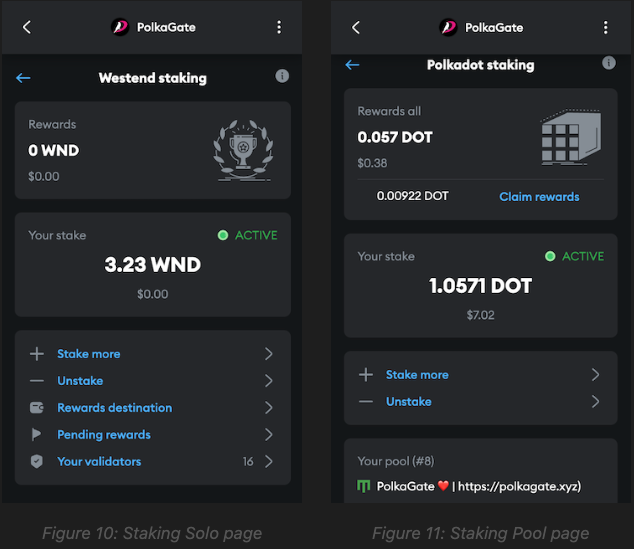 PolkaGate
Westend staking
Rewards
0 WND
$0.00
Your stake
ACTIVE
3.23 WND
$0.00
Stake more
Unstake
Rewards destination
Pending rewards
Your validators
16
Figure 10: Staking Solo page
PolkaGate
Polkadot staking
Rewards all
0.057 DOT
$0.38
0.00922 DOT
Claim rewards
Your stake
ACTIVE
1.0571 DOT
$7.02
Stake more
Unstake
Your pool (#8)
PolkaGate ❤️ | https://polkagate.xyz)
Figure 11: Staking Pool page